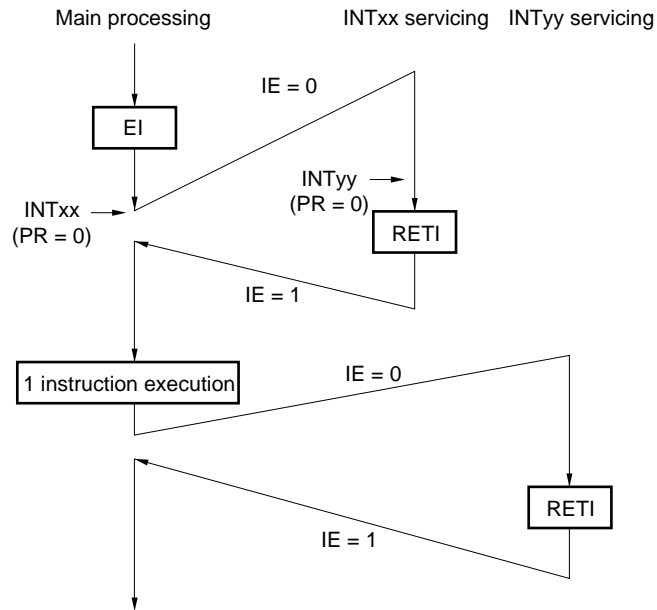 Main processing
INTxx servicing
INTyy servicing
IE = 0
EI
INTyy
(PR = 0)
INTxx
(PR = 0)
RETI
IE = 1
1 instruction execution
IE = 0
RETI
IE = 1